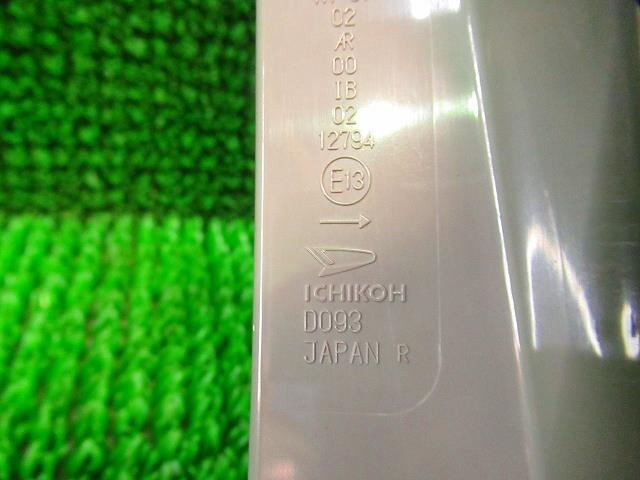 02
AR
00
IB
02
12794
E13
ICHIKOH
D093
JAPAN R